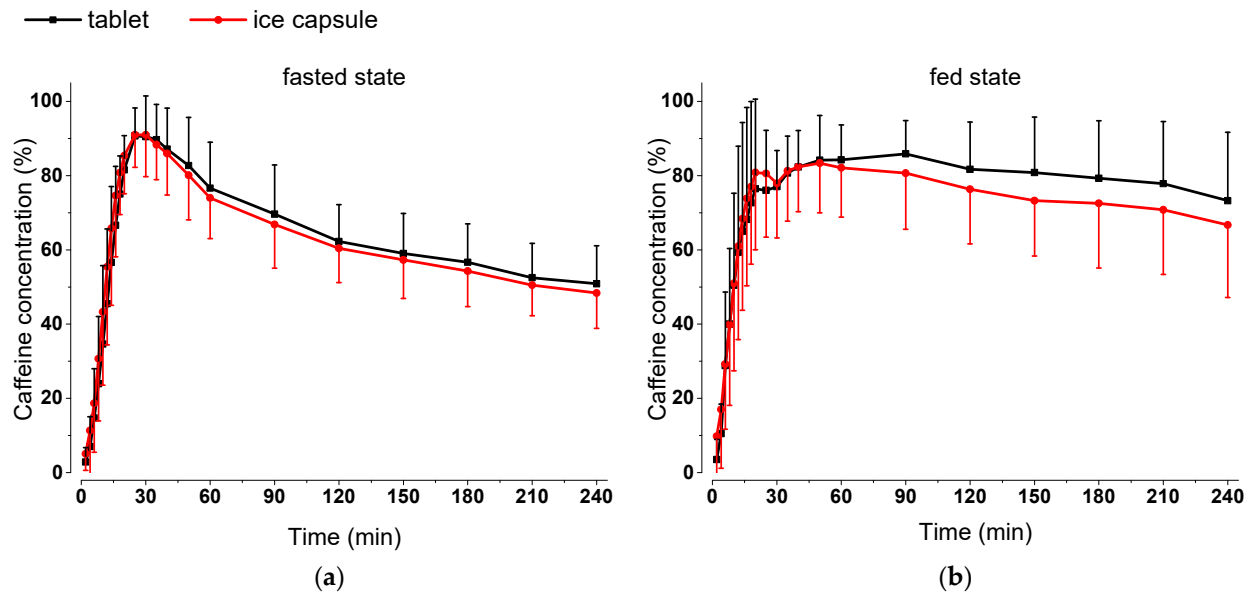 tablet ice capsule
fasted state
Caffeine concentration (%)
100
80
60
40
20
0
0 30 60 90 120 150 180 210 240
Time (min)
(a)
fed state
Caffeine concentration (%)
100
80
60
40
20
0
0 30 60 90 120 150 180 210 240
Time (min)
(b)